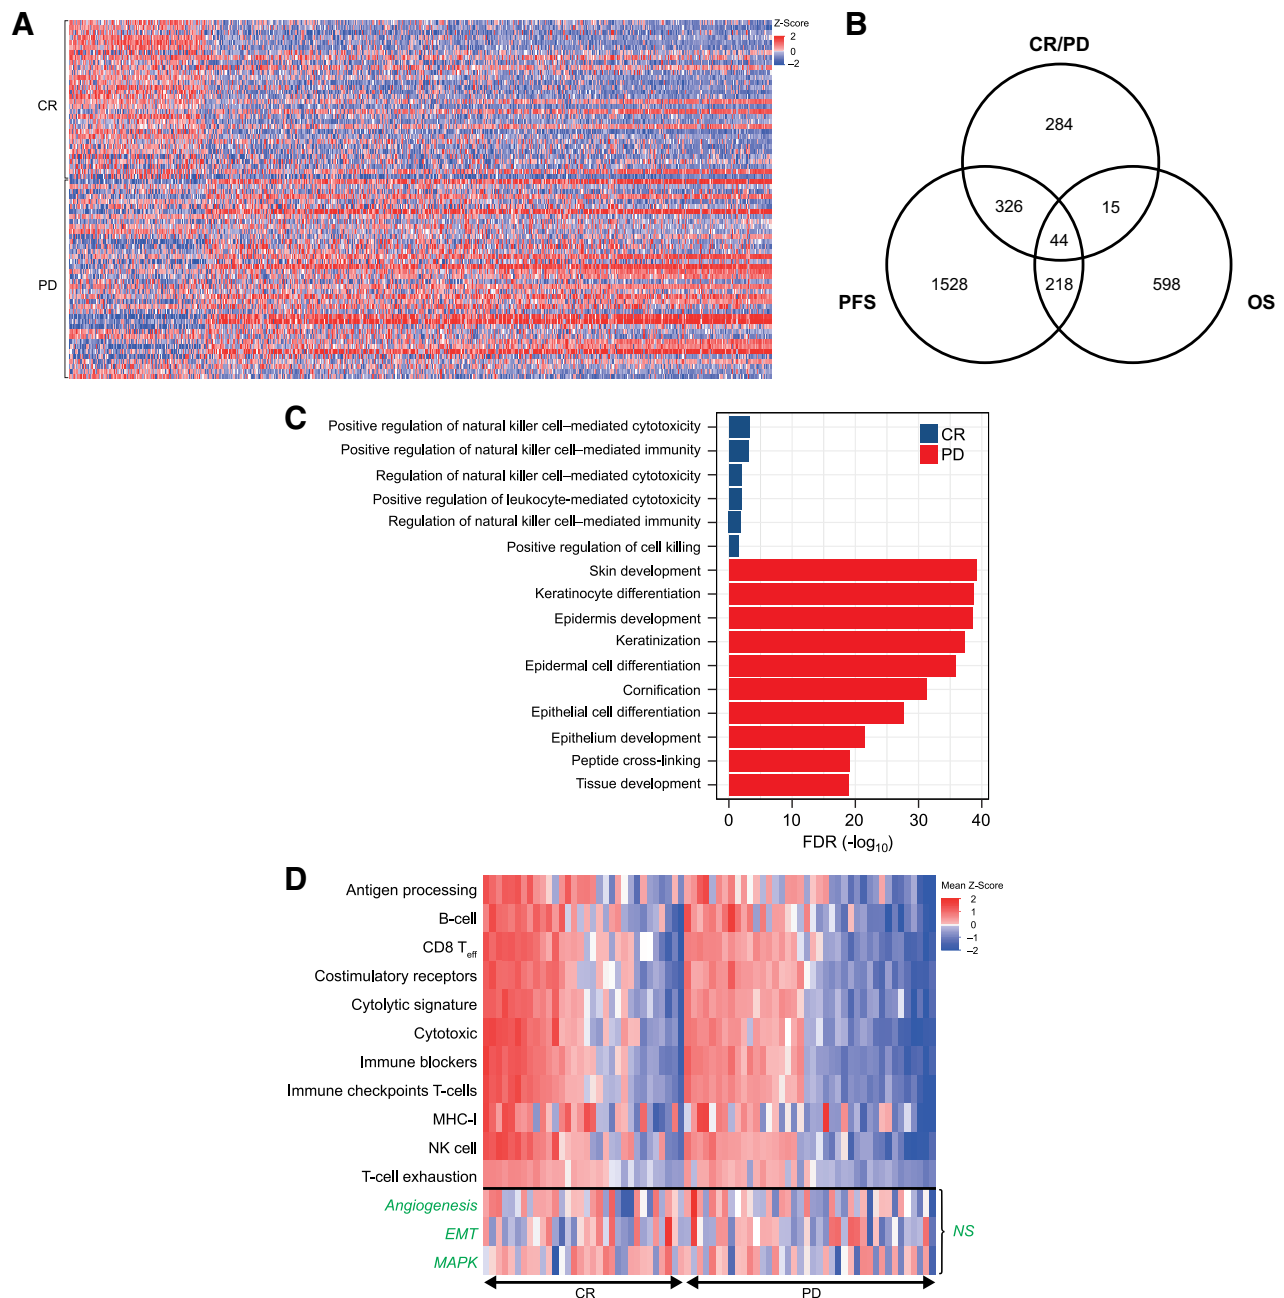 A
CR
PD
Z-Score
2
0
−2
B
CR/PD
284
326
15
44
1528
218
598
PFS
OS
C
Positive regulation of natural killer cell–mediated cytotoxicity
Positive regulation of natural killer cell–mediated immunity
Regulation of natural killer cell–mediated cytotoxicity
Positive regulation of leukocyte-mediated cytotoxicity
Regulation of natural killer cell–mediated immunity
Positive regulation of cell killing
Skin development
Keratinocyte differentiation
Epidermis development
Keratinization
Epidermal cell differentiation
Cornification
Epithelial cell differentiation
Epithelium development
Peptide cross-linking
Tissue development
CR
PD
0 10 20 30 40
FDR (-log10)
D
Antigen processing
B-cell
CD8 Teff
Costimulatory receptors
Cytolytic signature
Cytotoxic
Immune blockers
Immune checkpoints T-cells
MHC-I
NK cell
T-cell exhaustion
Angiogenesis
EMT
MAPK
NS
CR
PD
Mean Z-Score
2
1
0
−1
−2